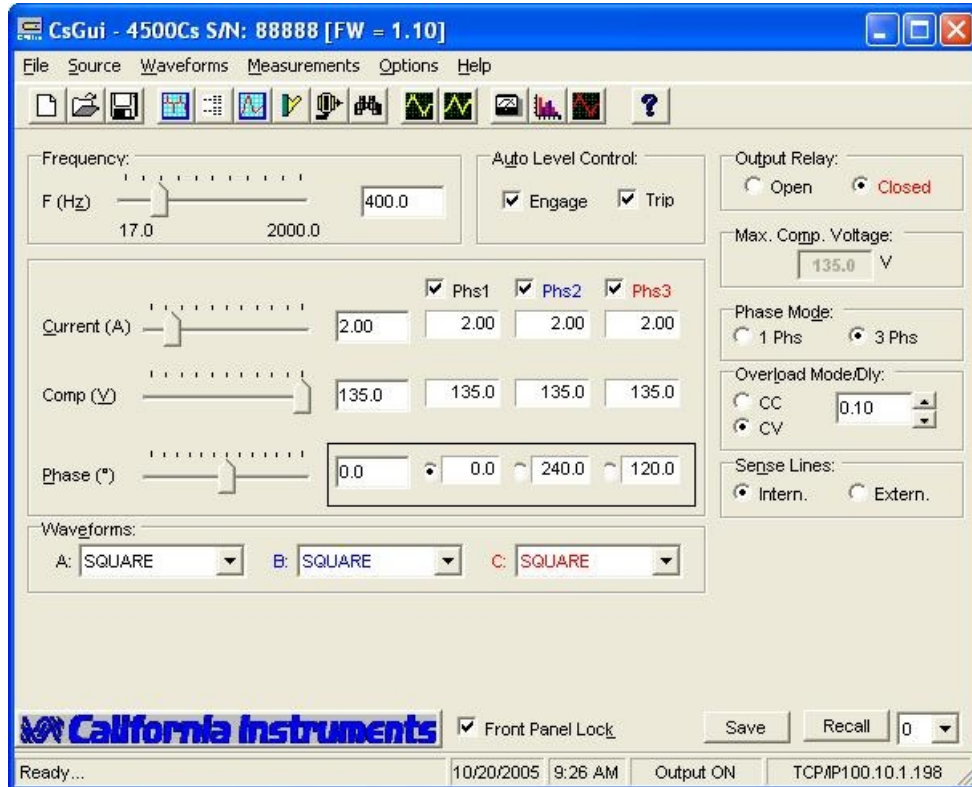 CsGui - 4500Cs S/N: 88888 [FW = 1.10]
File Source Waveforms Measurements Options Help
Frequency:
F (Hz)
400.0
17.0 2000.0
Auto Level Control:
Engage Trip
Output Relay:
Open Closed
Max. Comp. Voltage:
135.0 V
Phs1 Phs2 Phs3
Current (A) 2.00 2.00 2.00 2.00
Comp (V) 135.0 135.0 135.0 135.0
Phase (°) 0.0 0.0 240.0 120.0
Phase Mode:
1 Phs 3 Phs
Overload Mode/Dly:
CC
CV
0.10
Sense Lines:
Intern. Extern.
Waveforms:
A: SQUARE B: SQUARE C: SQUARE
California Instruments
Front Panel Lock
Save Recall 0
Ready... 10/20/2005 9:26 AM Output ON TCP/IP100.10.1.198